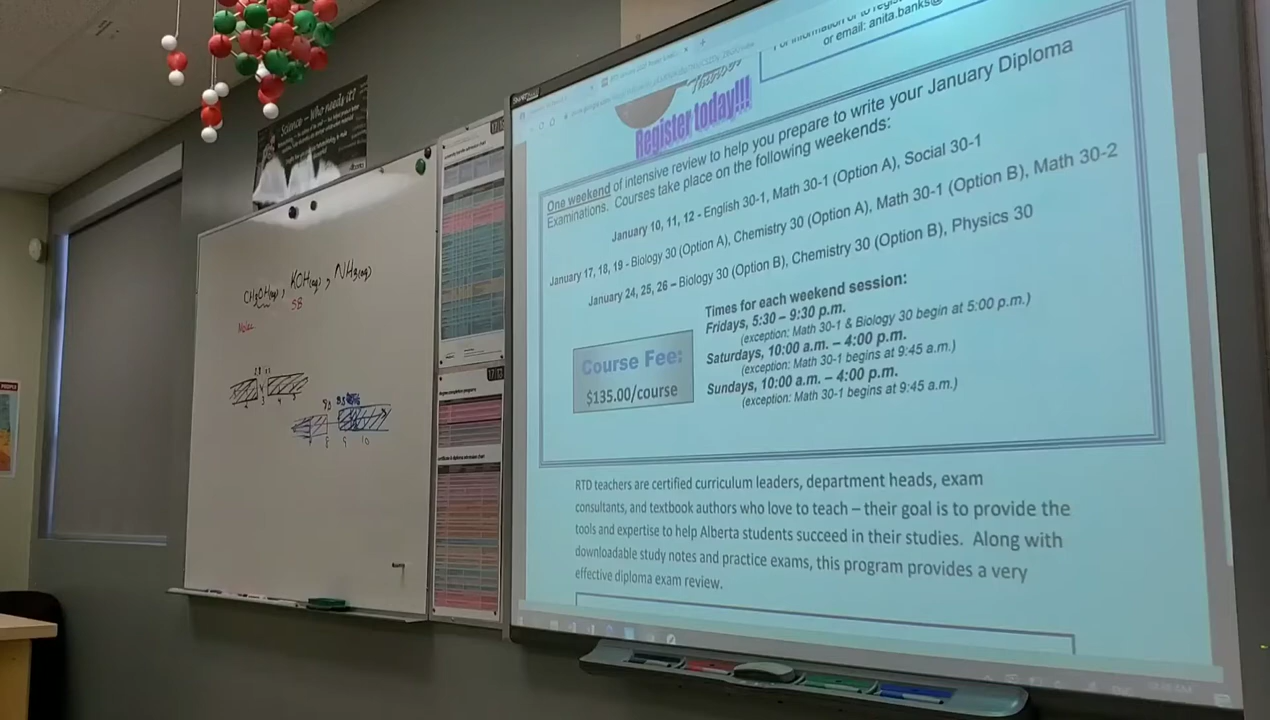 Science – Who needs it?
CH3OH(aq), KOH(aq), NH3(aq)
SB
8 9 10
or email: anita.banks@
Register today!!!
One weekend of intensive review to help you prepare to write your January Diploma
Examinations. Courses take place on the following weekends:
January 10, 11, 12 - English 30-1, Math 30-1 (Option A), Social 30-1
January 17, 18, 19 - Biology 30 (Option A), Chemistry 30 (Option A), Math 30-1 (Option B), Math 30-2
January 24, 25, 26 – Biology 30 (Option B), Chemistry 30 (Option B), Physics 30
Times for each weekend session:
Fridays, 5:30 – 9:30 p.m.
(exception: Math 30-1 & Biology 30 begin at 5:00 p.m.)
Saturdays, 10:00 a.m. – 4:00 p.m.
(exception: Math 30-1 begins at 9:45 a.m.)
Sundays, 10:00 a.m. – 4:00 p.m.
(exception: Math 30-1 begins at 9:45 a.m.)
Course Fee:
$135.00/course
RTD teachers are certified curriculum leaders, department heads, exam
consultants, and textbook authors who love to teach – their goal is to provide the
tools and expertise to help Alberta students succeed in their studies. Along with
downloadable study notes and practice exams, this program provides a very
effective diploma exam review.